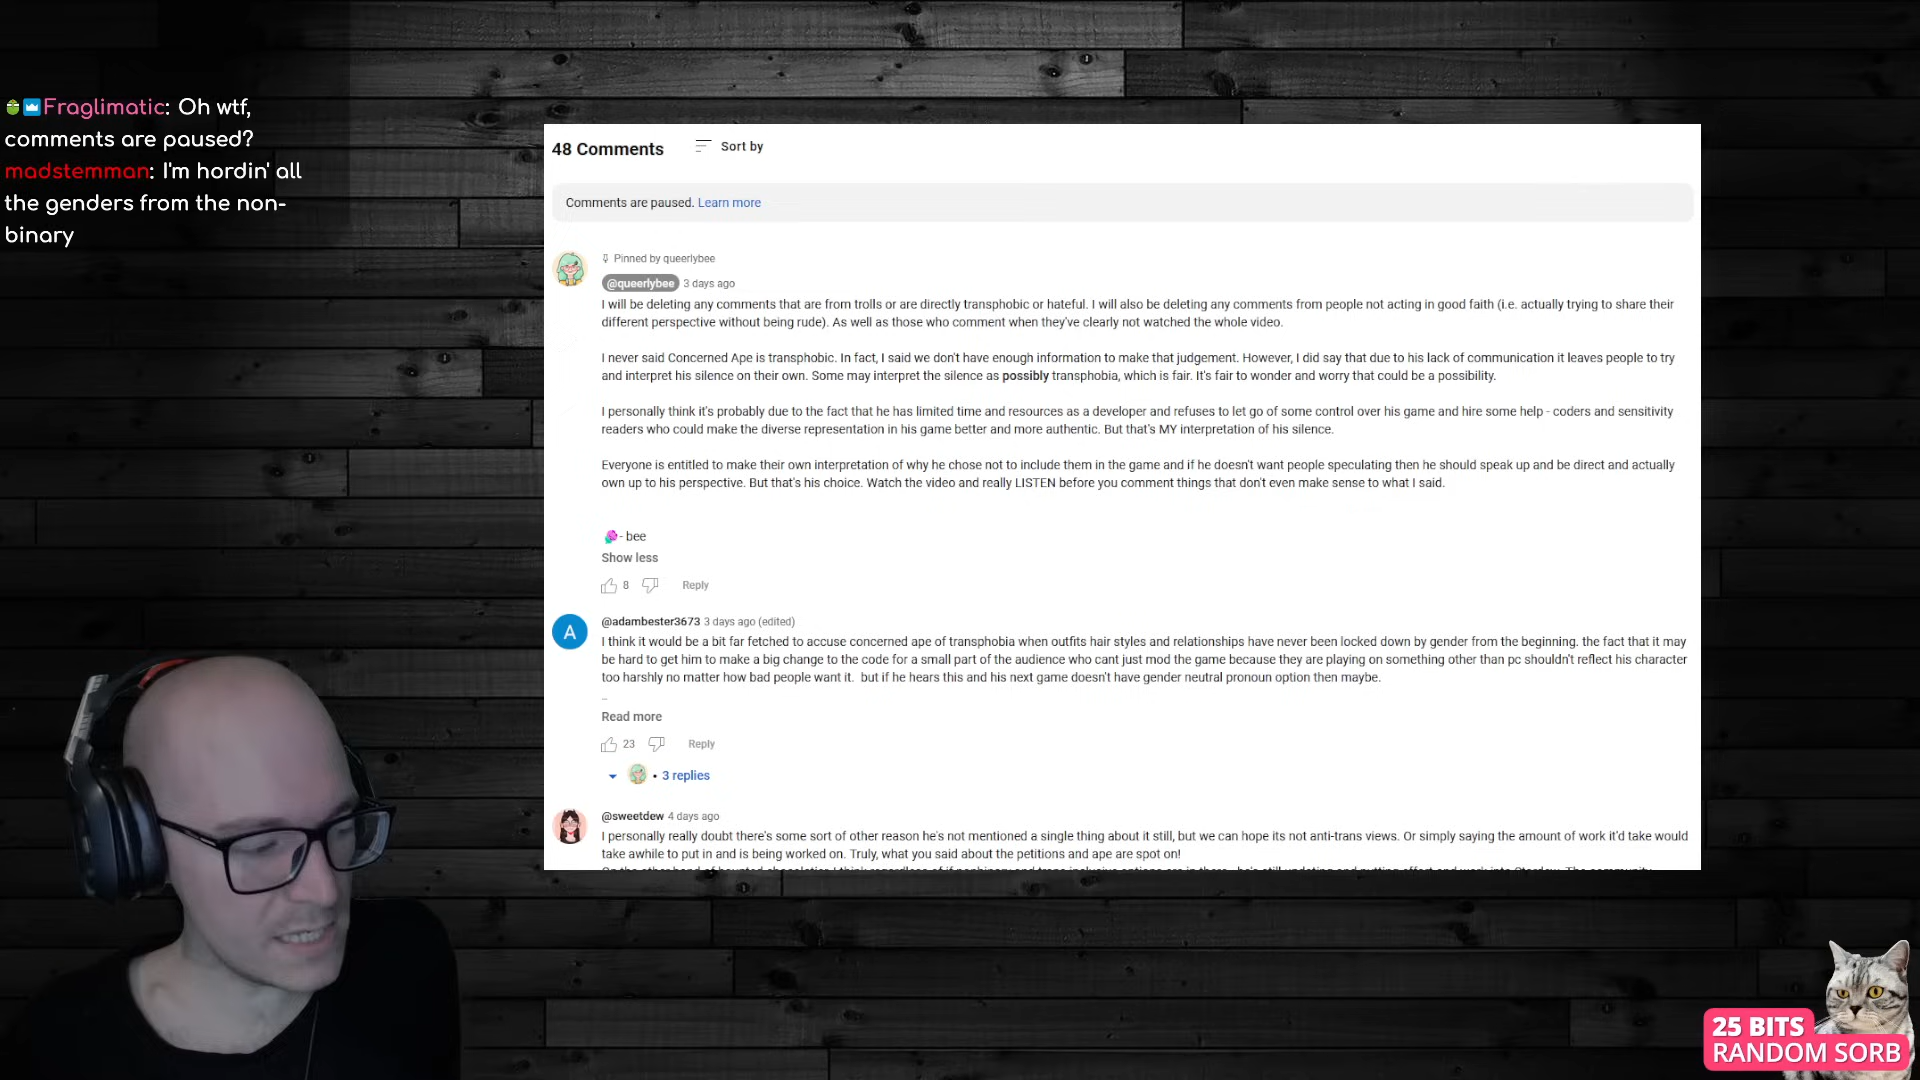 Fraglimatic: Oh wtf,
comments are paused?
madstemman: I'm hordin' all
the genders from the non-
binary
48 Comments
Sort by
Comments are paused. Learn more
Pinned by queerlybee
@queerlybee 3 days ago
I will be deleting any comments that are from trolls or are directly transphobic or hateful. I will also be deleting any comments from people not acting in good faith (i.e. actually trying to share their
different perspective without being rude). As well as those who comment when they've clearly not watched the whole video.
I never said Concerned Ape is transphobic. In fact, I said we don't have enough information to make that judgement. However, I did say that due to his lack of communication it leaves people to try
and interpret his silence on their own. Some may interpret the silence as possibly transphobia, which is fair. It's fair to wonder and worry that could be a possibility.
I personally think it's probably due to the fact that he has limited time and resources as a developer and refuses to let go of some control over his game and hire some help - coders and sensitivity
readers who could make the diverse representation in his game better and more authentic. But that's MY interpretation of his silence.
Everyone is entitled to make their own interpretation of why he chose not to include them in the game and if he doesn't want people speculating then he should speak up and be direct and actually
own up to his perspective. But that's his choice. Watch the video and really LISTEN before you comment things that don't even make sense to what I said.
- bee
Show less
8 Reply
A
@adambester3673 3 days ago (edited)
I think it would be a bit far fetched to accuse concerned ape of transphobia when outfits hair styles and relationships have never been locked down by gender from the beginning. the fact that it may
be hard to get him to make a big change to the code for a small part of the audience who cant just mod the game because they are playing on something other than pc shouldn't reflect his character
too harshly no matter how bad people want it. but if he hears this and his next game doesn't have gender neutral pronoun option then maybe.
Read more
23 Reply
• 3 replies
@sweetdew 4 days ago
I personally really doubt there's some sort of other reason he's not mentioned a single thing about it still, but we can hope its not anti-trans views. Or simply saying the amount of work it'd take would
take awhile to put in and is being worked on. Truly, what you said about the petitions and ape are spot on!
25 BITS
RANDOM SORB